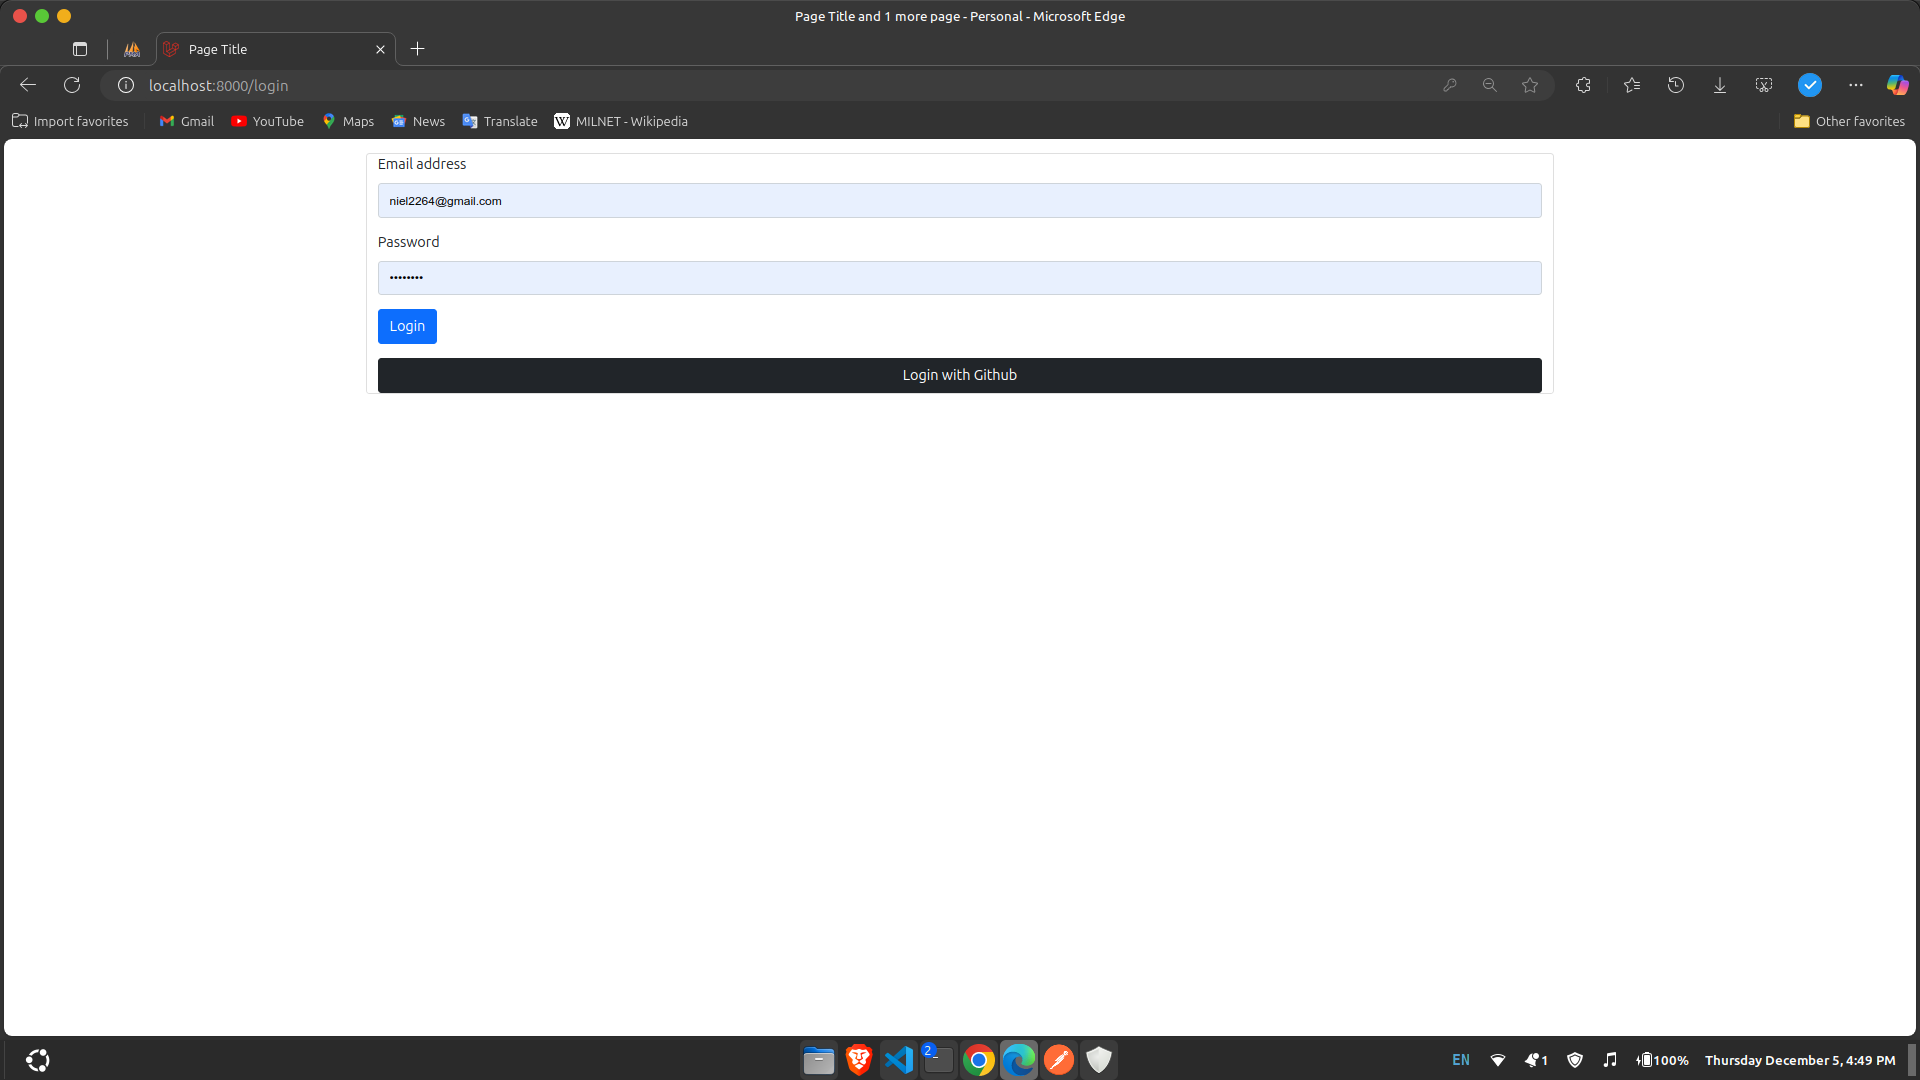 Page Title and 1 more page - Personal - Microsoft Edge
Page Title
localhost:8000/login
Import favorites Gmail YouTube Maps News Translate W MILNET - Wikipedia Other favorites
Email address
niel2264@gmail.com
Password
••••••••
Login
Login with Github
2 EN 1 100% Thursday December 5, 4:49 PM